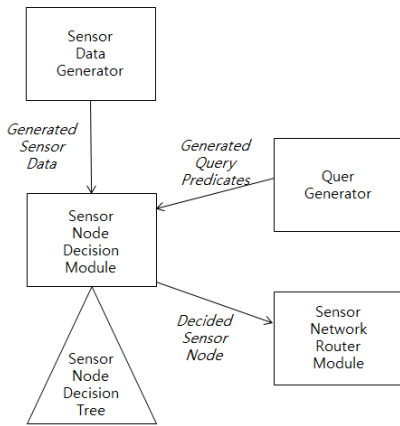 Sensor
Data
Generator
Generated
Sensor
Data
Generated
Query
Predicates
Quer
Generator
Sensor
Node
Decision
Module
Decided
Sensor
Node
Sensor
Network
Router
Module
Sensor
Node
Decision
Tree